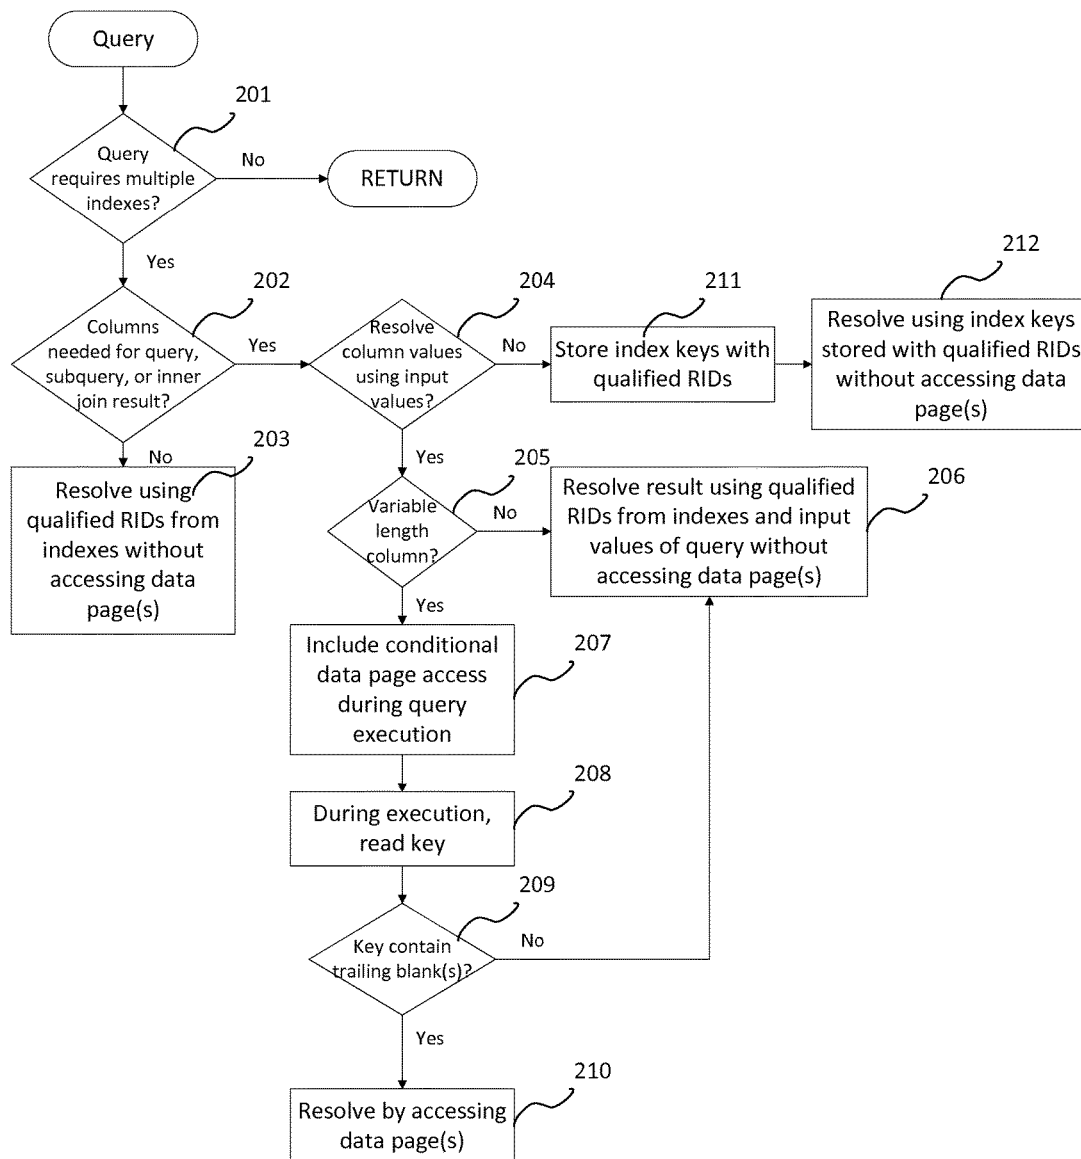 Query
201
Query
requires multiple
indexes?
No
RETURN
Yes
202
Columns
needed for query,
subquery, or inner
join result?
Yes
204
Resolve
column values
using input
values?
No
211
Store index keys with
qualified RIDs
212
Resolve using index keys
stored with qualified RIDs
without accessing data
page(s)
No
203
Resolve using
qualified RIDs from
indexes without
accessing data
page(s)
Yes
205
Variable
length
column?
No
206
Resolve result using qualified
RIDs from indexes and input
values of query without
accessing data page(s)
Yes
207
Include conditional
data page access
during query
execution
208
During execution,
read key
209
Key contain
trailing blank(s)?
No
Yes
210
Resolve by accessing
data page(s)